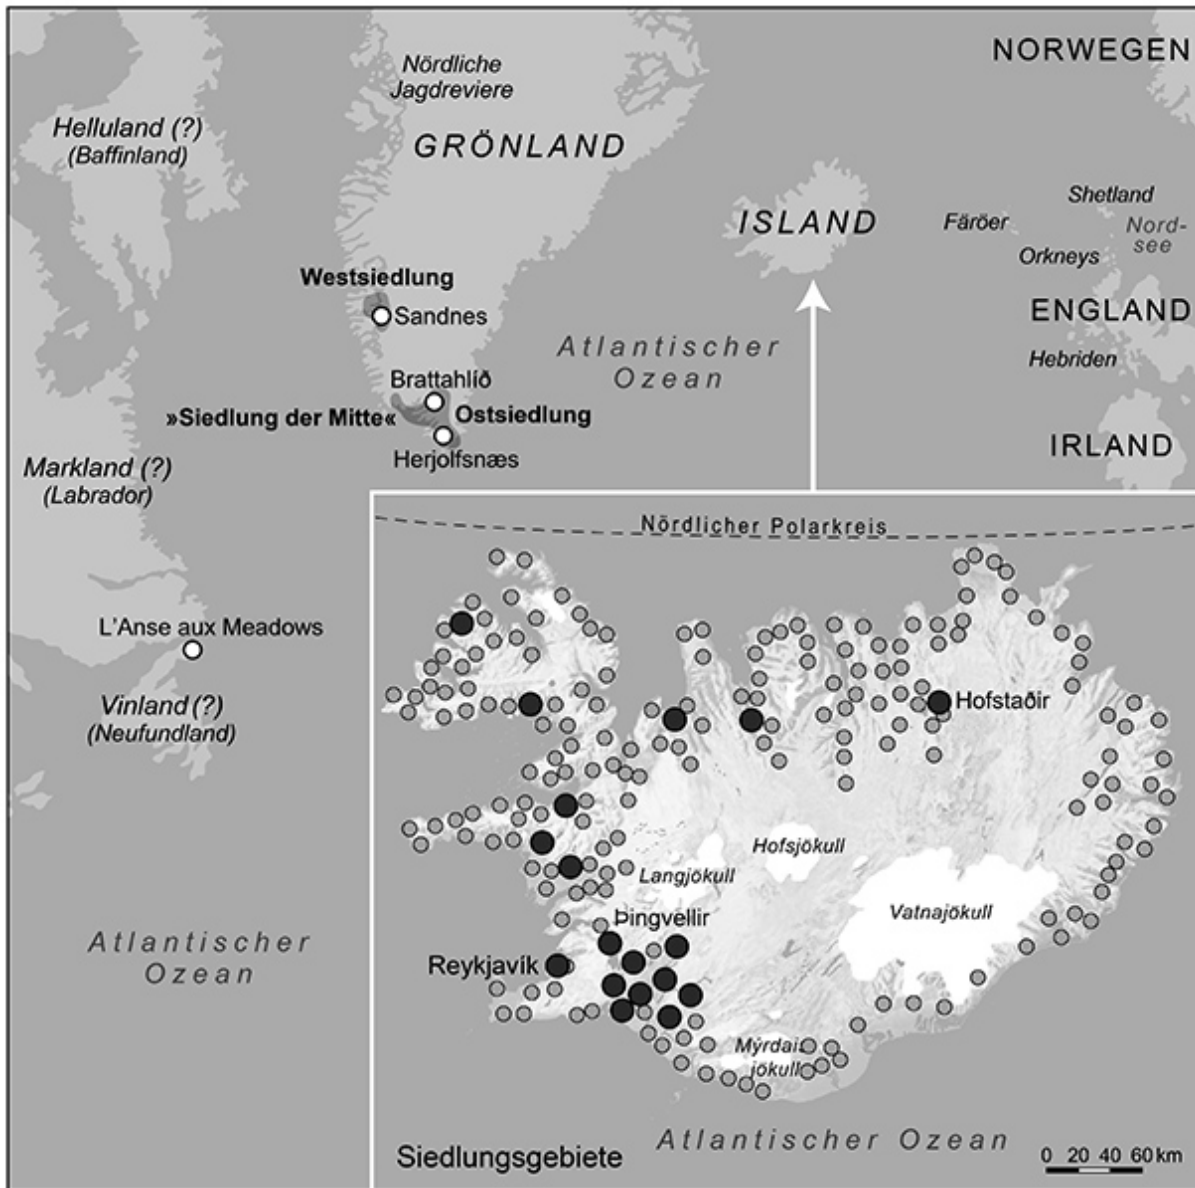 NORWEGEN
Nördliche
Jagdreviere
GRÖNLAND
Helluland (?)
(Baffinland)
ISLAND
Shetland
Färöer
Nord-
see
Orkneys
Westsiedlung
Sandnes
ENGLAND
Atlantischer
Ozean
Hebriden
Brattahlíð
»Siedlung der Mitte«
Ostsiedlung
Herjolfsnæs
IRLAND
Markland (?)
(Labrador)
L'Anse aux Meadows
Vinland (?)
(Neufundland)
Atlantischer
Ozean
Nördlicher Polarkreis
Hofstaðir
Hofsjökull
Langjökull
Vatnajökull
Þingvellir
Reykjavík
Mýrdals
jökull
Atlantischer Ozean
Siedlungsgebiete
0 20 40 60 km